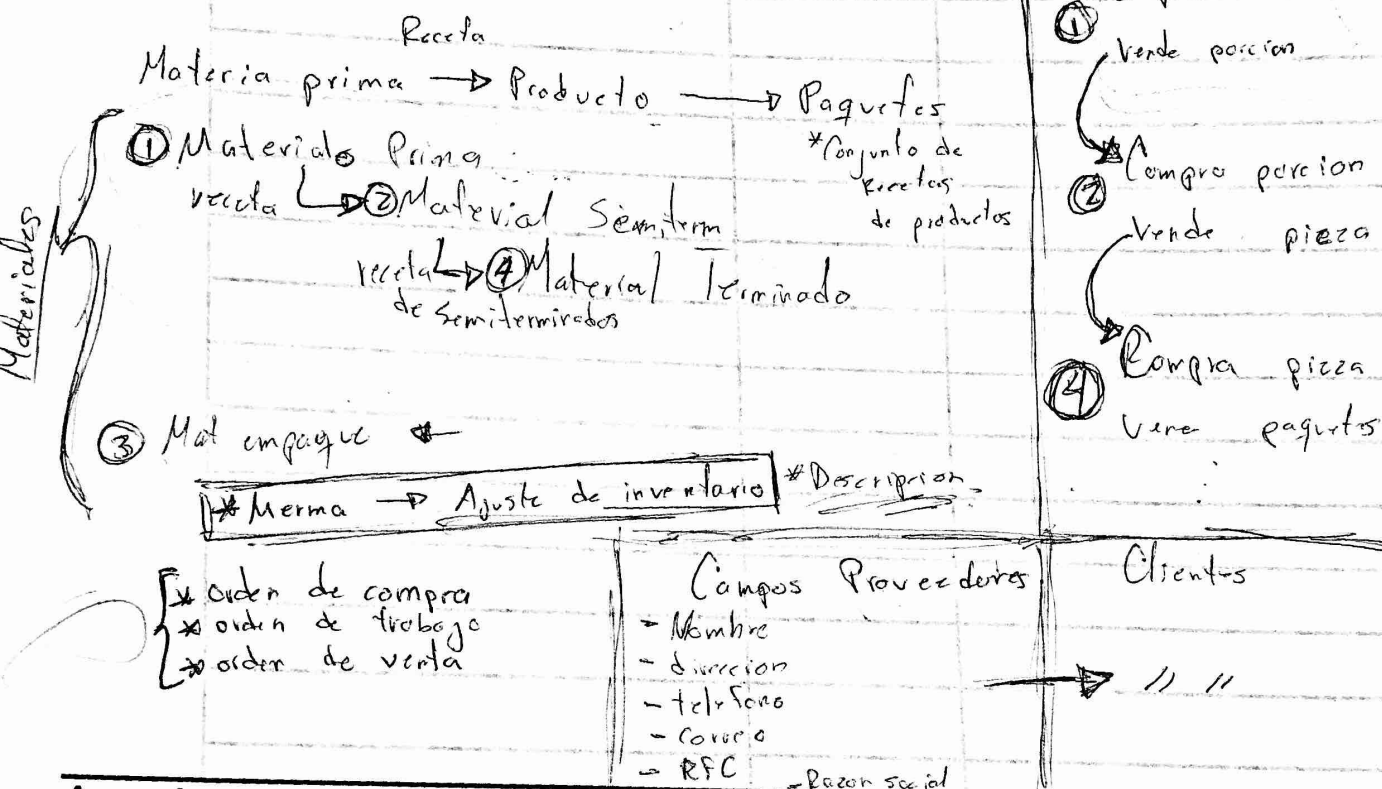 Receta
Materia prima → Producto → Paquetes
*Conjunto de
Recetas
de productos
Materiales
① Materiales Prima
receta ② Material Semiterm
receta ④ Material Terminado
de semiterminados
③ Mat empaque ←
* Merma → Ajuste de inventario
*Descripcion
①
Vende porcion
Compra porcion
②
Vende pieza
Compra pizza
④
Vene paquetes
* orden de compra
* orden de trabajo
* orden de venta
Campos Proveedores
- Nombre
- direccion
- telefono
- Correo
- RFC
- Razon social
Clientes
→ // //